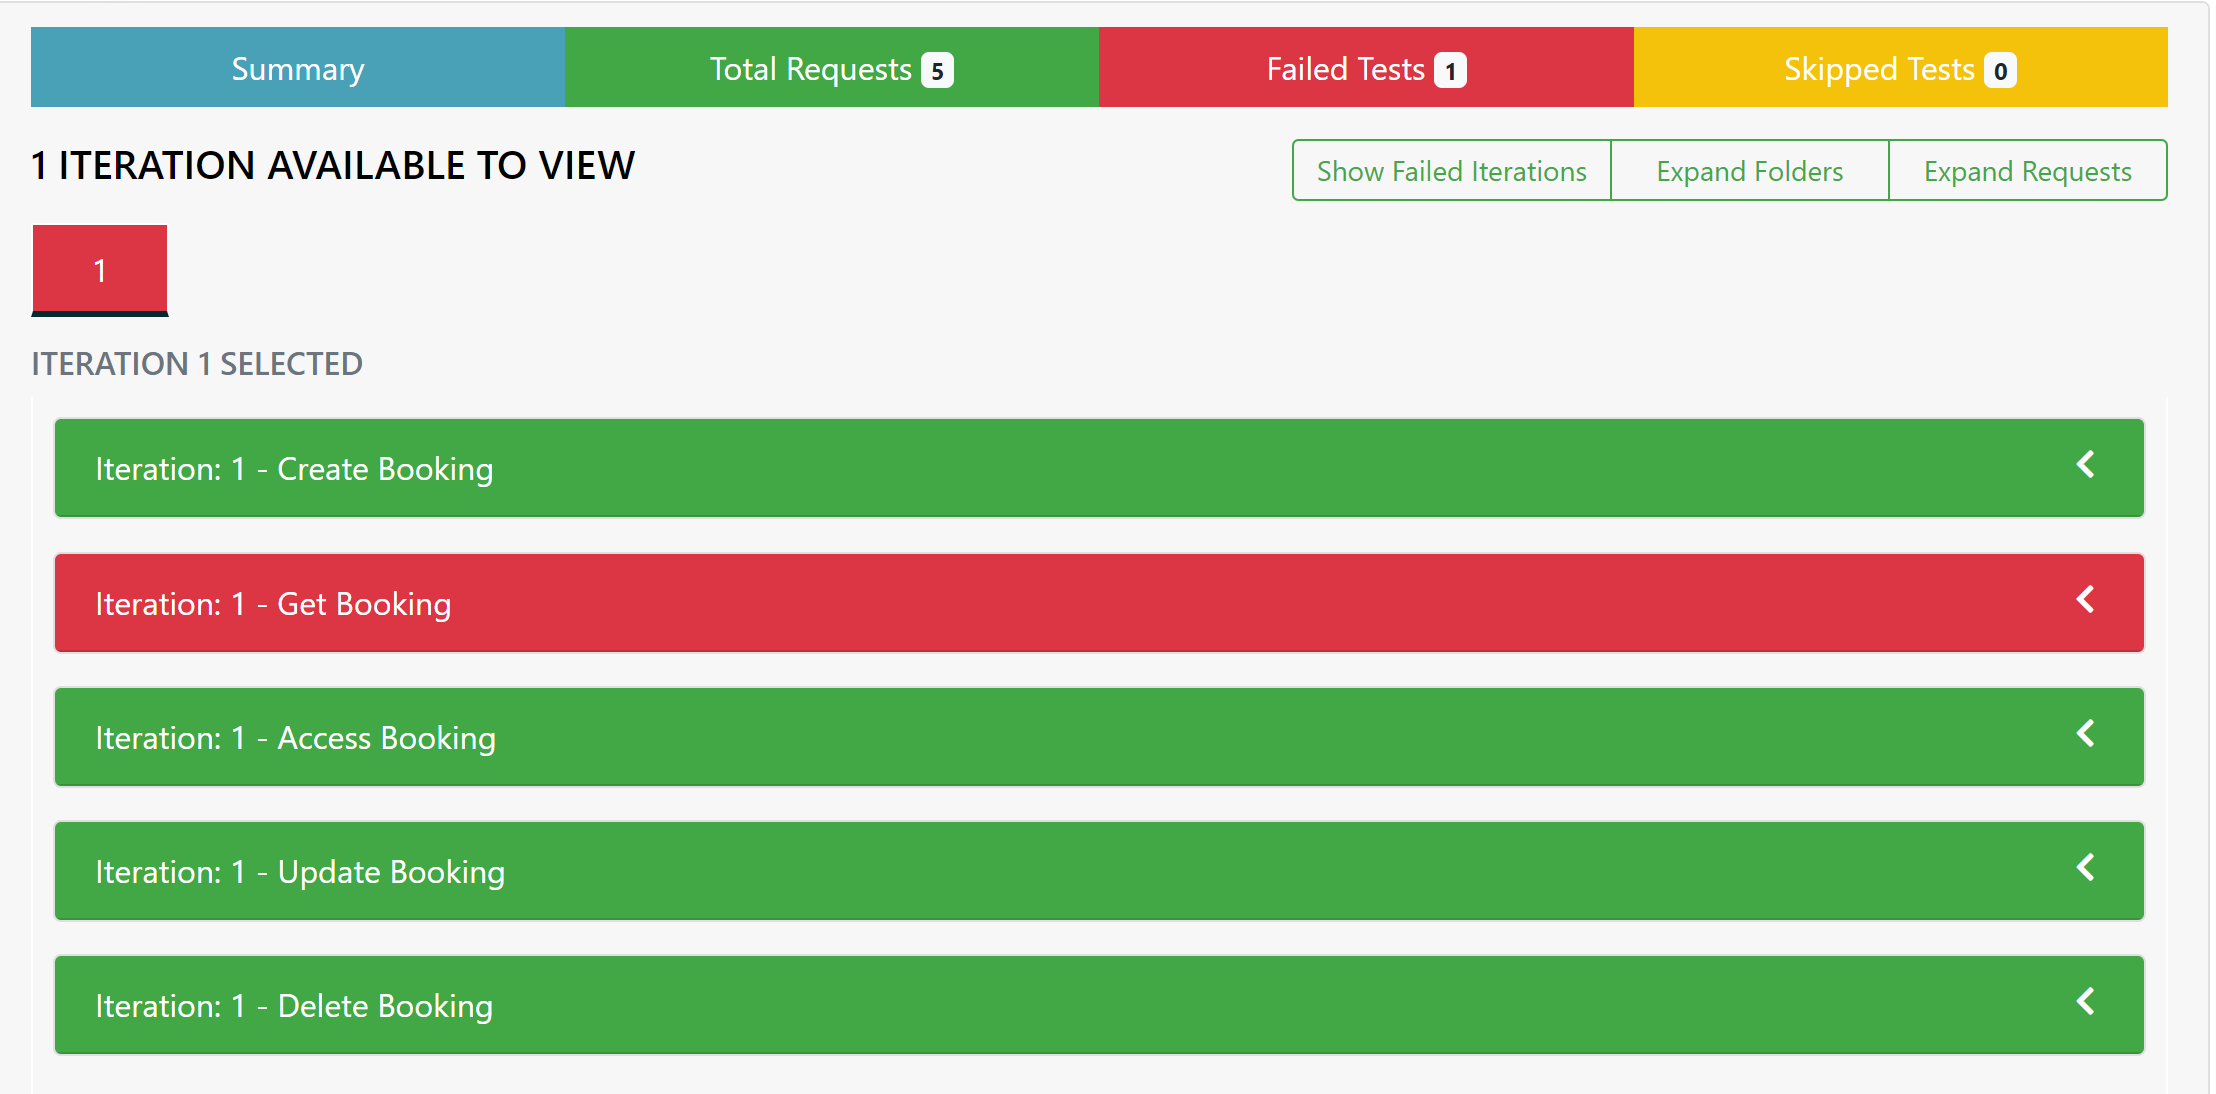 Summary
Total Requests 5
Failed Tests 1
Skipped Tests 0
1 ITERATION AVAILABLE TO VIEW
Show Failed Iterations
Expand Folders
Expand Requests
1
ITERATION 1 SELECTED
Iteration: 1 - Create Booking
Iteration: 1 - Get Booking
Iteration: 1 - Access Booking
Iteration: 1 - Update Booking
Iteration: 1 - Delete Booking